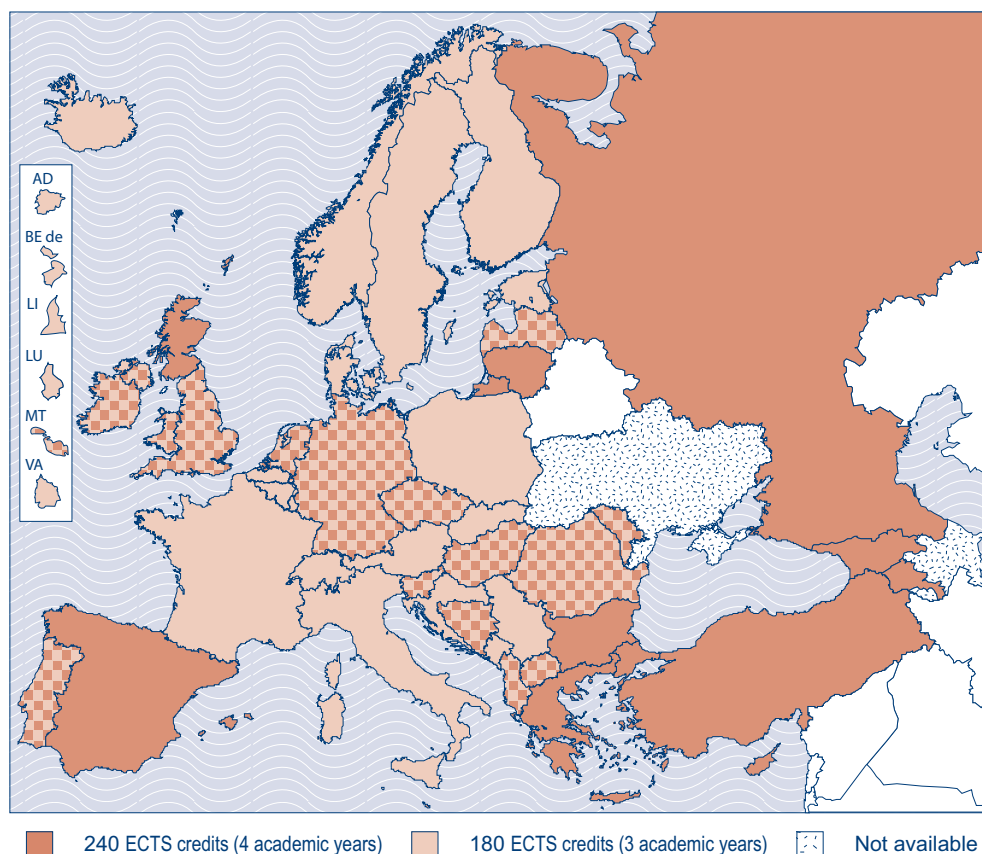 AD
BE de
LI
LU
MT
VA
240 ECTS credits (4 academic years) 180 ECTS credits (3 academic years) Not available